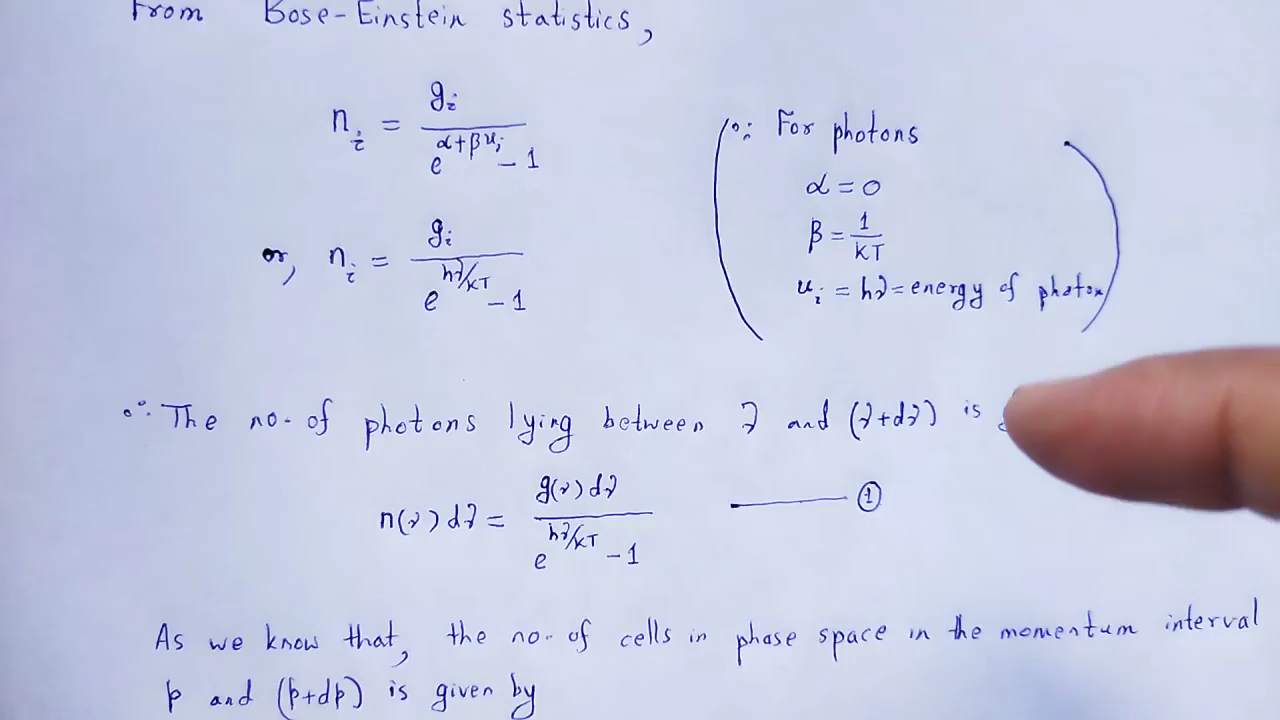 From Bose-Einstein statistics,
nᵢ = gᵢ / (e^(α+βuᵢ) - 1)
(∵ For photons
α = 0
β = 1/KT
uᵢ = hν = energy of photon)
or, nᵢ = gᵢ / (e^(hν/KT) - 1)
∴ The no. of photons lying between ν and (ν+dν) is
n(ν)dν = g(ν)dν / (e^(hν/KT) - 1) —— ①
As we know that, the no. of cells in phase space in the momentum interval
p and (p+dp) is given by